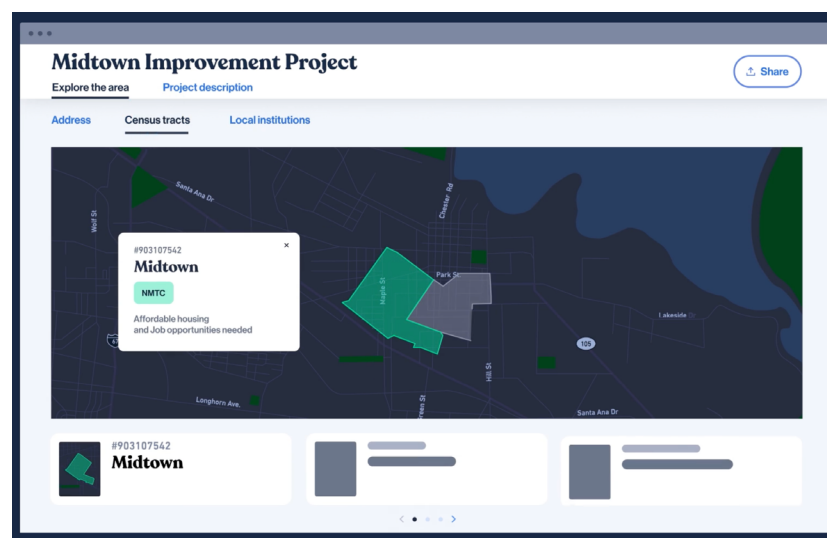 Midtown Improvement Project
Share
Explore the area
Project description
Address
Census tracts
Local institutions
Santa Ana Dr
Wolf St
Chester Rd
#903107542
Midtown
NMTC
Affordable housing
and Job opportunities needed
Park St.
Maple St
Lakeside Dr
105
Hill St
Longhorn Ave.
Santa Ana Dr
#903107542
Midtown